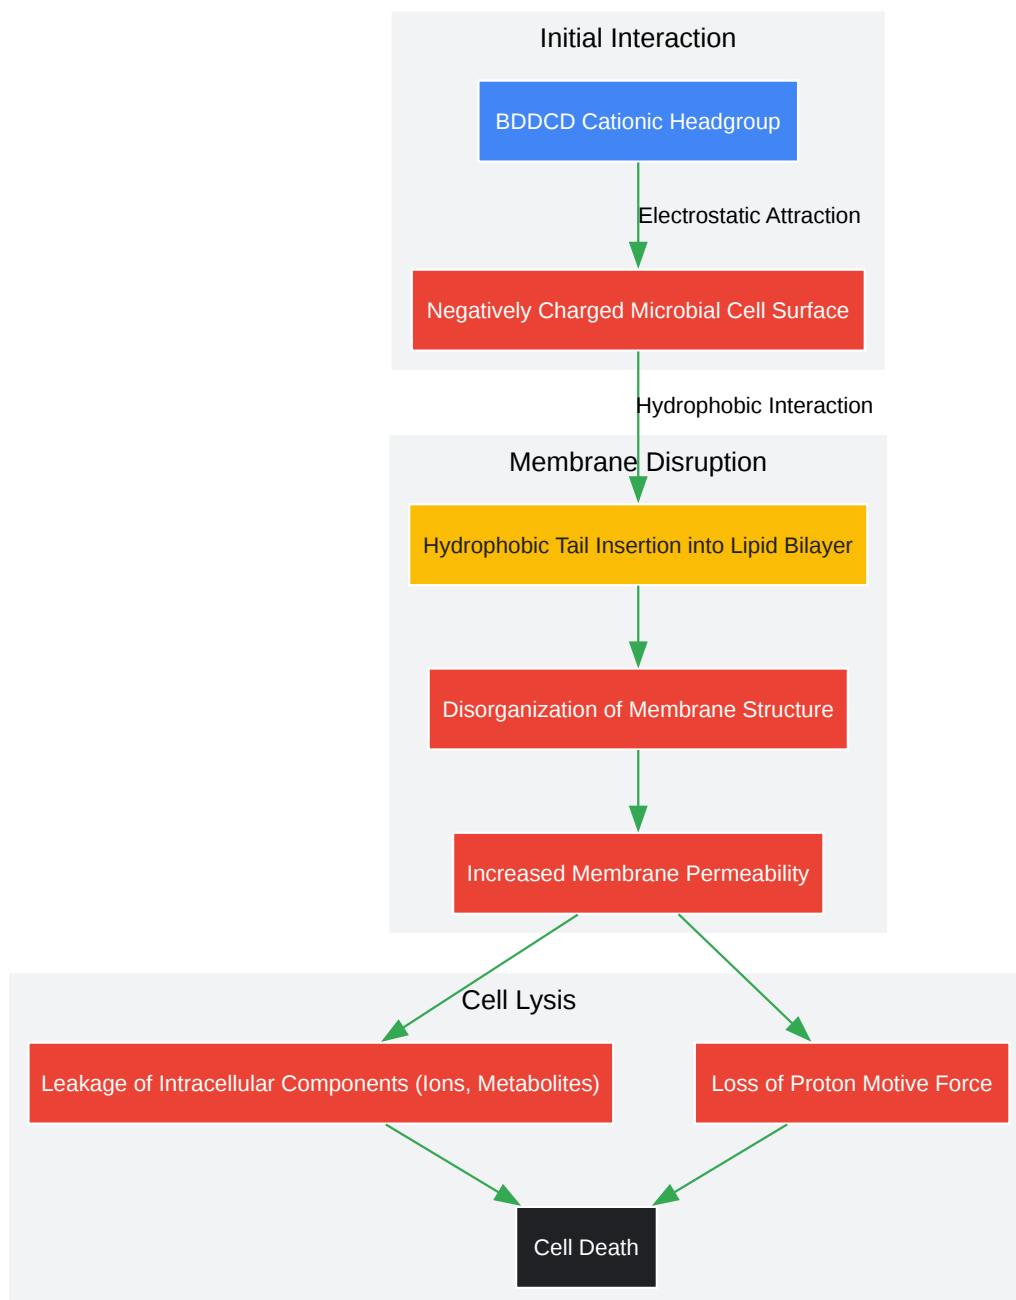 Initial Interaction
BDDCD Cationic Headgroup
Electrostatic Attraction
Negatively Charged Microbial Cell Surface
Hydrophobic Interaction
Membrane Disruption
Hydrophobic Tail Insertion into Lipid Bilayer
Disorganization of Membrane Structure
Increased Membrane Permeability
Cell Lysis
Leakage of Intracellular Components (Ions, Metabolites)
Loss of Proton Motive Force
Cell Death